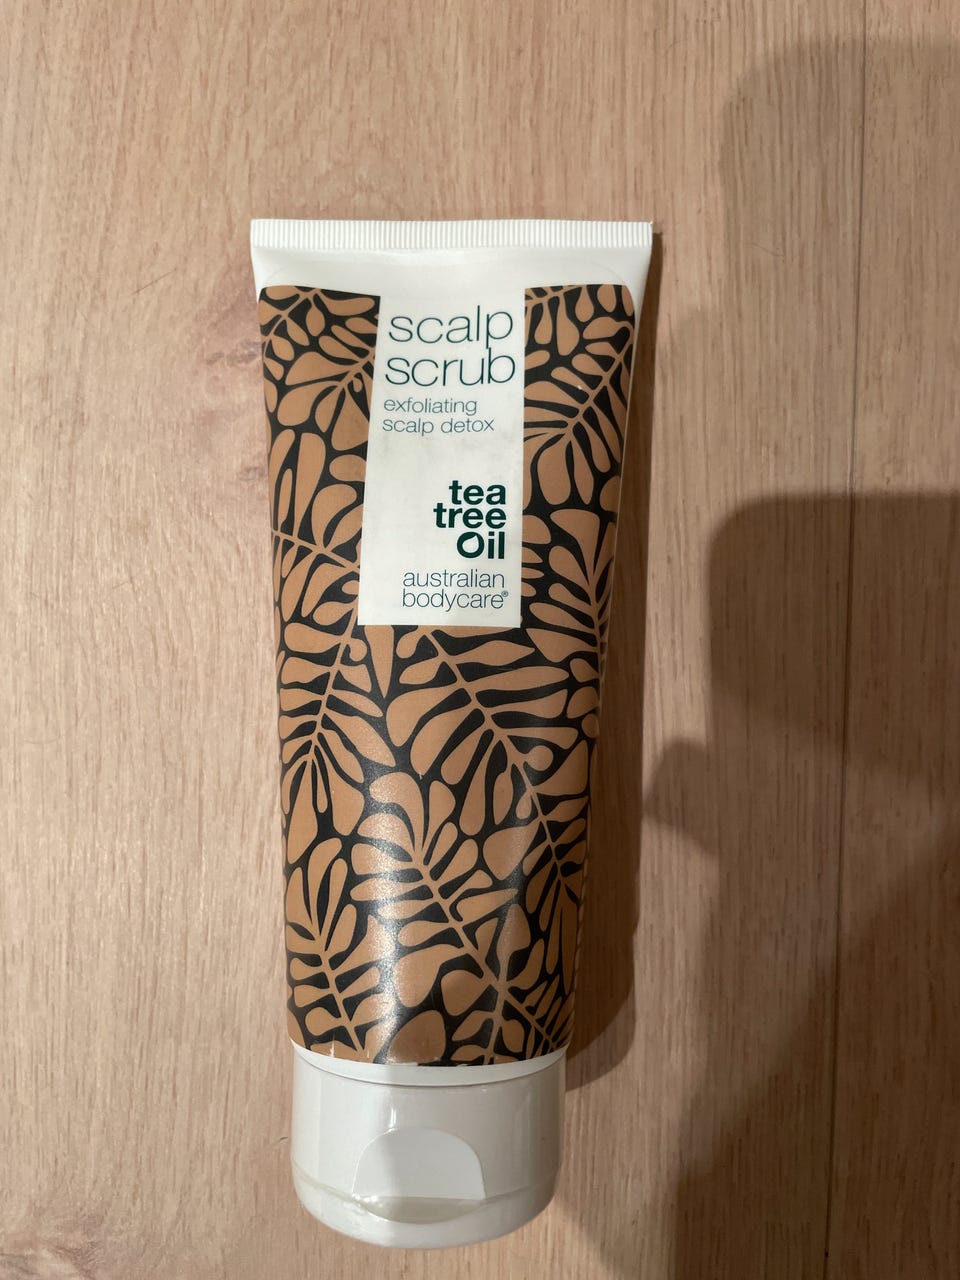 scalp
scrub
exfoliating
scalp detox
tea
tree
Oil
australian
bodycare®